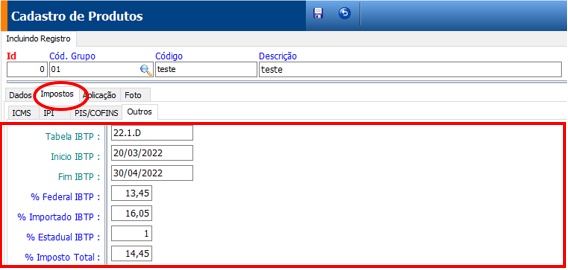 Cadastro de Produtos
Incluindo Registro
Id Cód. Grupo Código Descrição
0 01 teste teste
Dados Impostos Aplicação Foto
ICMS IPI PIS/COFINS Outros
Tabela IBTP : 22.1.D
Inicio IBTP : 20/03/2022
Fim IBTP : 30/04/2022
% Federal IBTP : 13,45
% Importado IBTP : 16,05
% Estadual IBTP : 1
% Imposto Total : 14,45